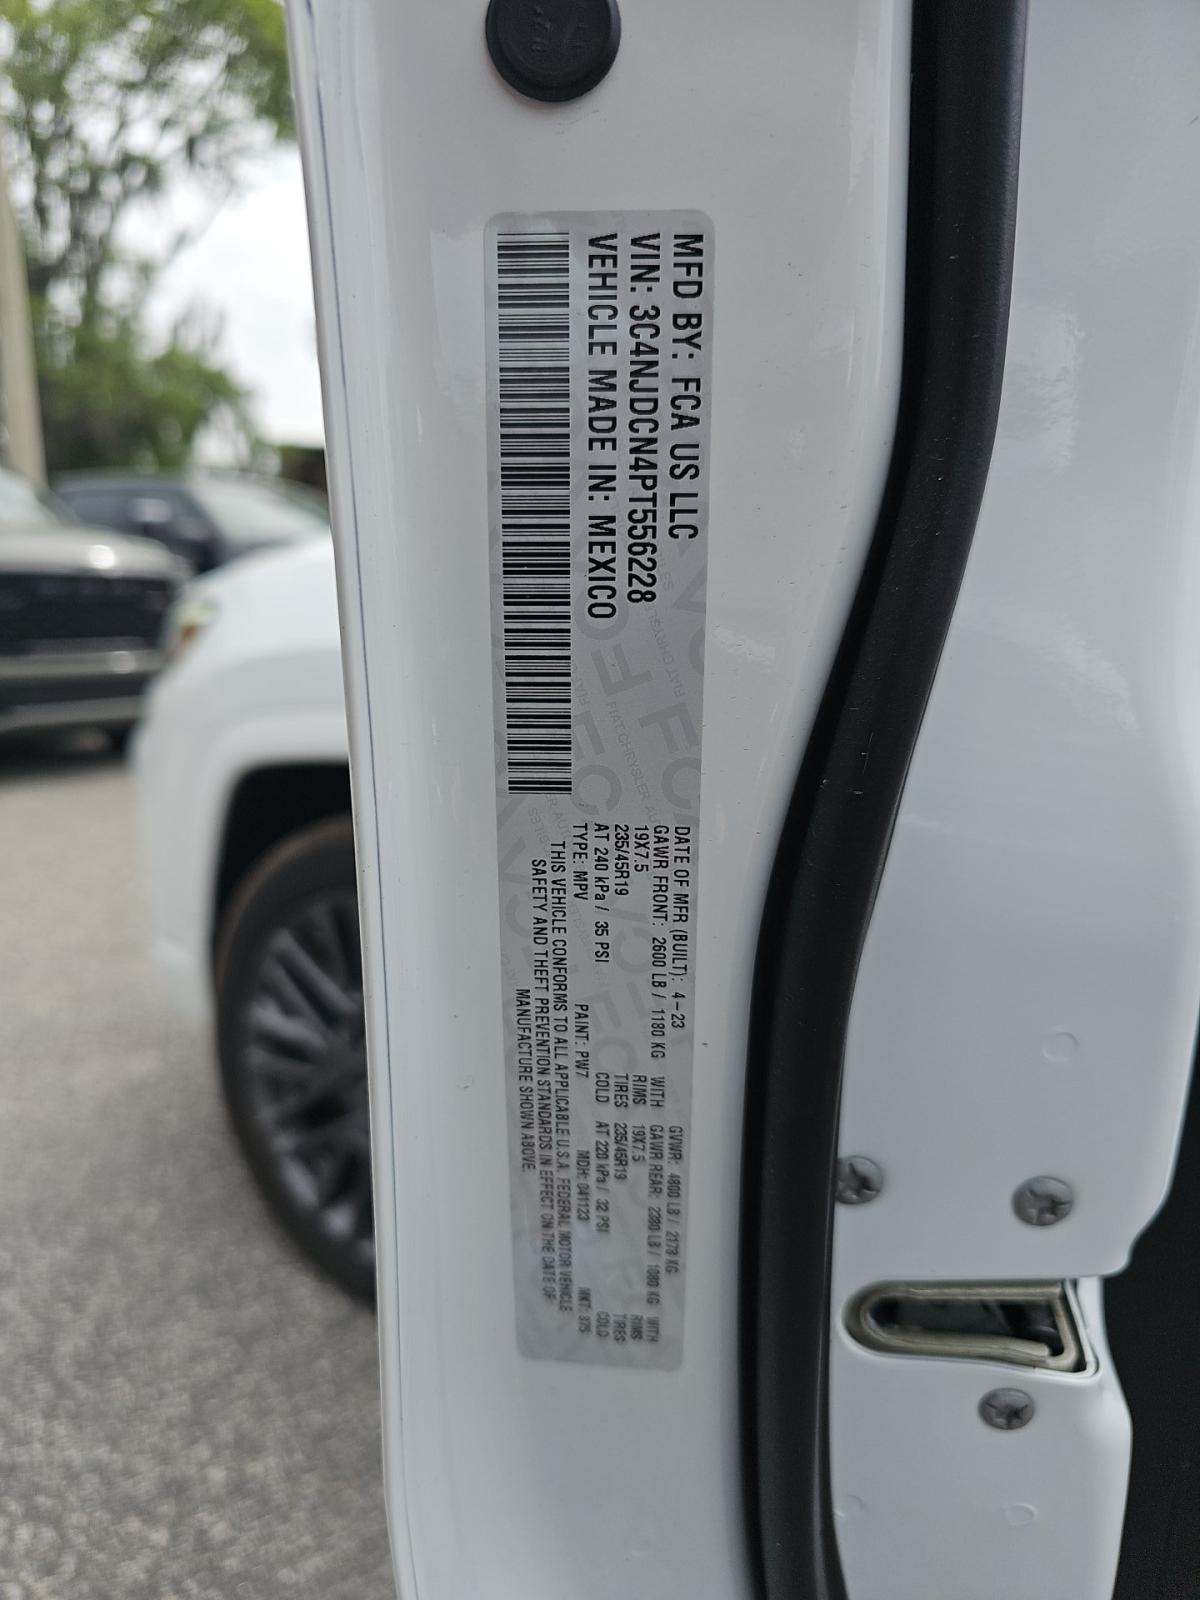 MFD BY: FCA US LLC
VIN: 3C4NJDCN4PT556228
VEHICLE MADE IN: MEXICO
DATE OF MFR (BUILT): 4-23 GVWR: 4800 LB / 2178 KG
GAWR FRONT: 2600 LB / 1180 KG WITH GAWR REAR: 2380 LB / 1080 KG WITH
19X7.5 RIMS 19X7.5 RIMS
235/45R19 TIRES 235/45R19 TIRES
AT 240 kPa / 35 PSI COLD AT 220 kPa / 32 PSI COLD
TYPE: MPV PAINT: PW7 MDH: 041123 MKT:
THIS VEHICLE CONFORMS TO ALL APPLICABLE U.S.A. FEDERAL MOTOR VEHICLE
SAFETY AND THEFT PREVENTION STANDARDS IN EFFECT ON THE DATE OF
MANUFACTURE SHOWN ABOVE.